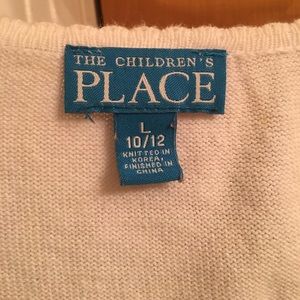 THE CHILDREN'S
PLACE
L
10/12
KNITTED IN
KOREA,
FINISHED IN
CHINA